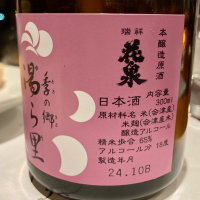 季の郷
湯ら里
瑞祥
花泉
本醸造原酒
日本酒
内容量
300ml
原材料名 米(会津産)
米麹(会津産米)
醸造アルコール
精米歩合 65%
アルコール分 18度
製造年月
24.10B